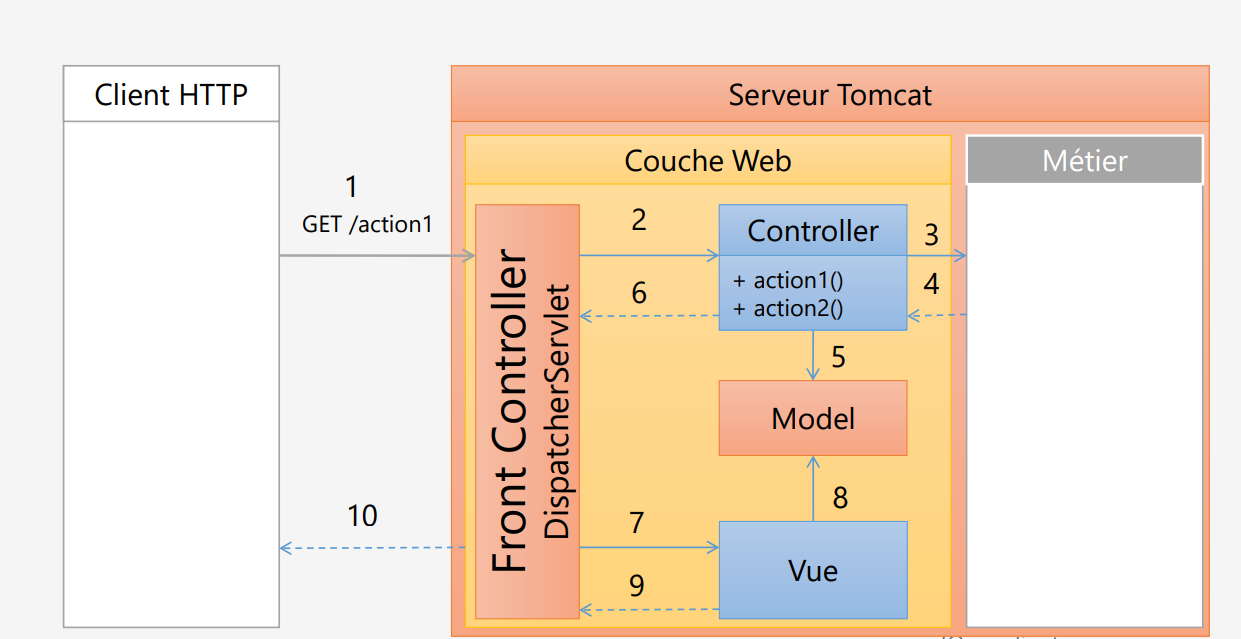 Client HTTP
Serveur Tomcat
Couche Web
Métier
1
GET /action1
2
Controller
3
+ action1()
+ action2()
4
6
5
Front Controller
DispatcherServlet
Model
10
7
8
Vue
9